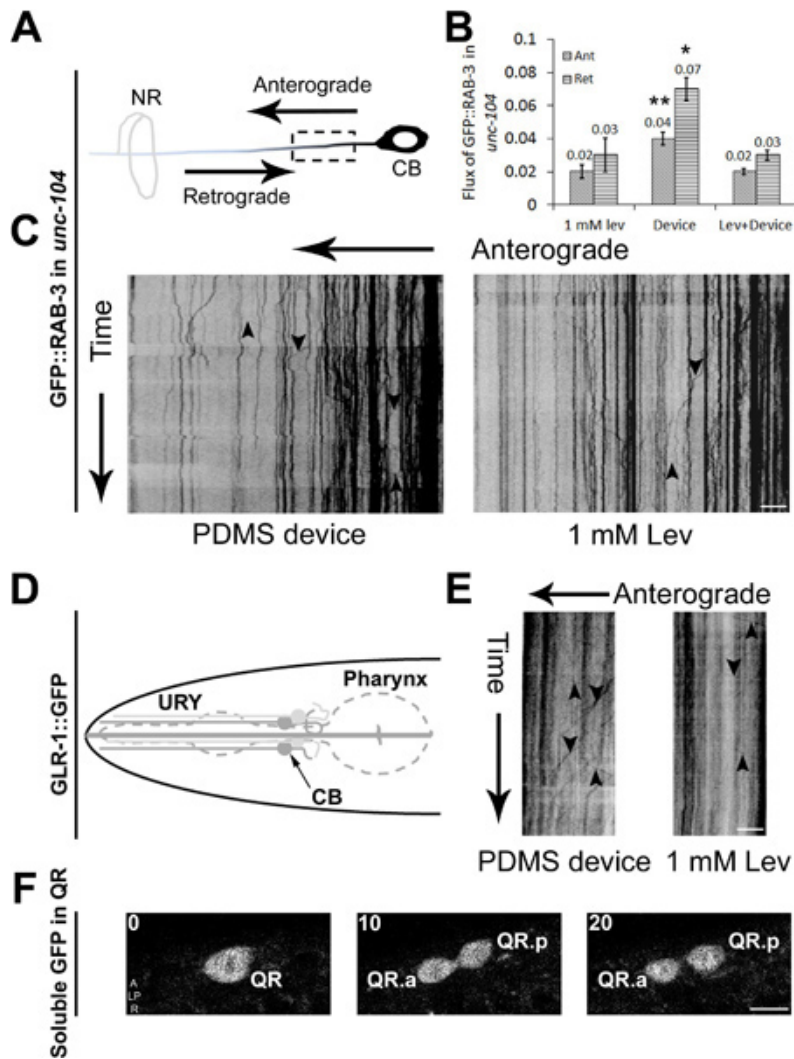 A
NR
Anterograde
Retrograde
CB
B
Flux of GFP::RAB-3 in
unc-104
0.1
0.08
0.06
0.04
0.02
0
Ant
Ret
0.02
0.03
**
0.04
*
0.07
0.02
0.03
1 mM lev
Device
Lev+Device
GFP::RAB-3 in unc-104
C
Anterograde
Time
PDMS device
1 mM Lev
D
GLR-1::GFP
URY
Pharynx
CB
E
Anterograde
Time
PDMS device
1 mM Lev
F
Soluble GFP in QR
0
QR
A
LP
R
10
QR.p
QR.a
20
QR.p
QR.a